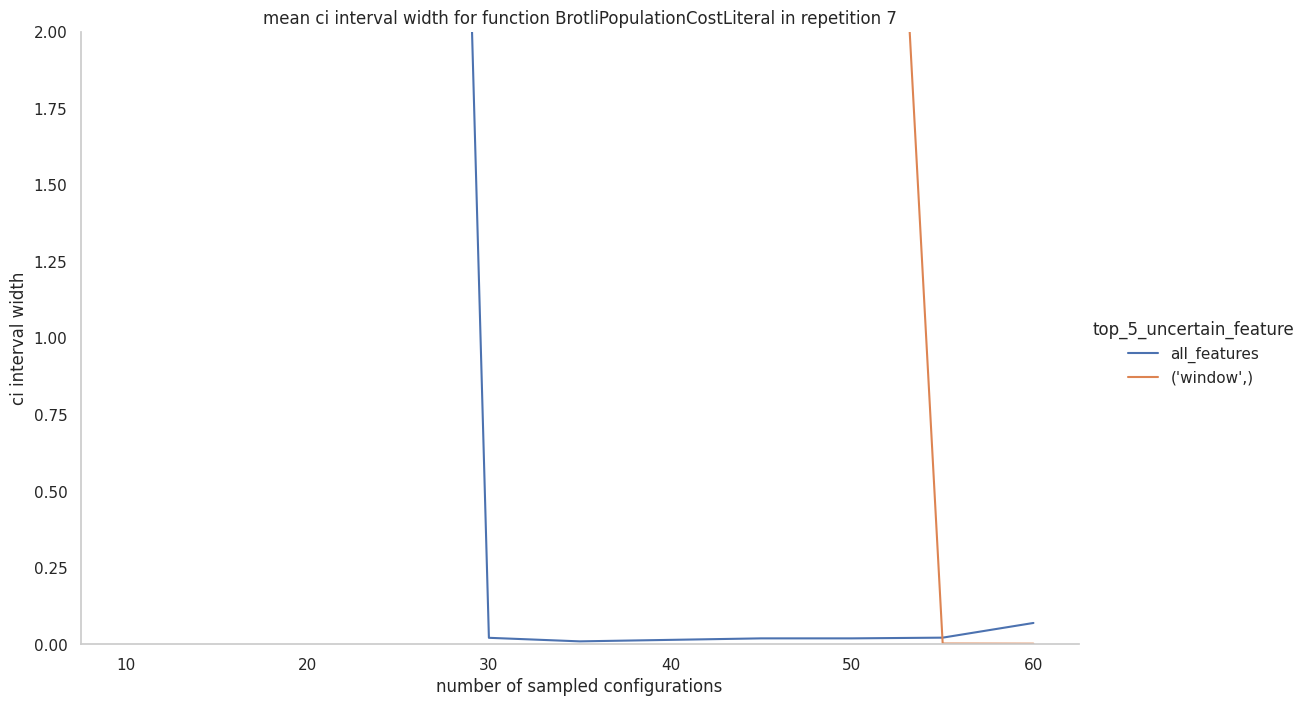 mean ci interval width for function BrotliPopulationCostLiteral in repetition 7
ci interval width
2.00
1.75
1.50
1.25
1.00
0.75
0.50
0.25
0.00
10
20
30
40
50
60
number of sampled configurations
top_5_uncertain_feature
all_features
('window',)